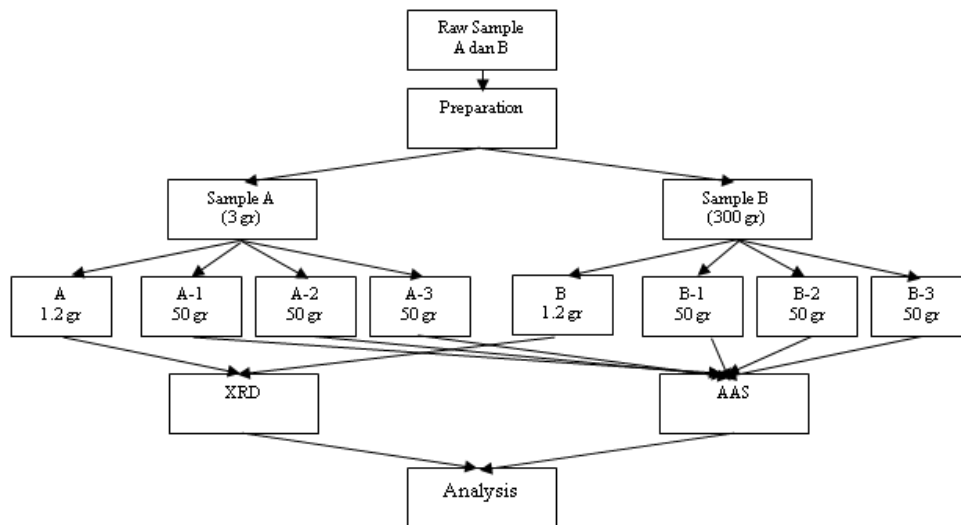 Raw Sample
A dan B
Preparation
Sample A
(3 gr)
Sample B
(300 gr)
A
1.2 gr
A-1
50 gr
A-2
50 gr
A-3
50 gr
B
1.2 gr
B-1
50 gr
B-2
50 gr
B-3
50 gr
XRD
AAS
Analysis